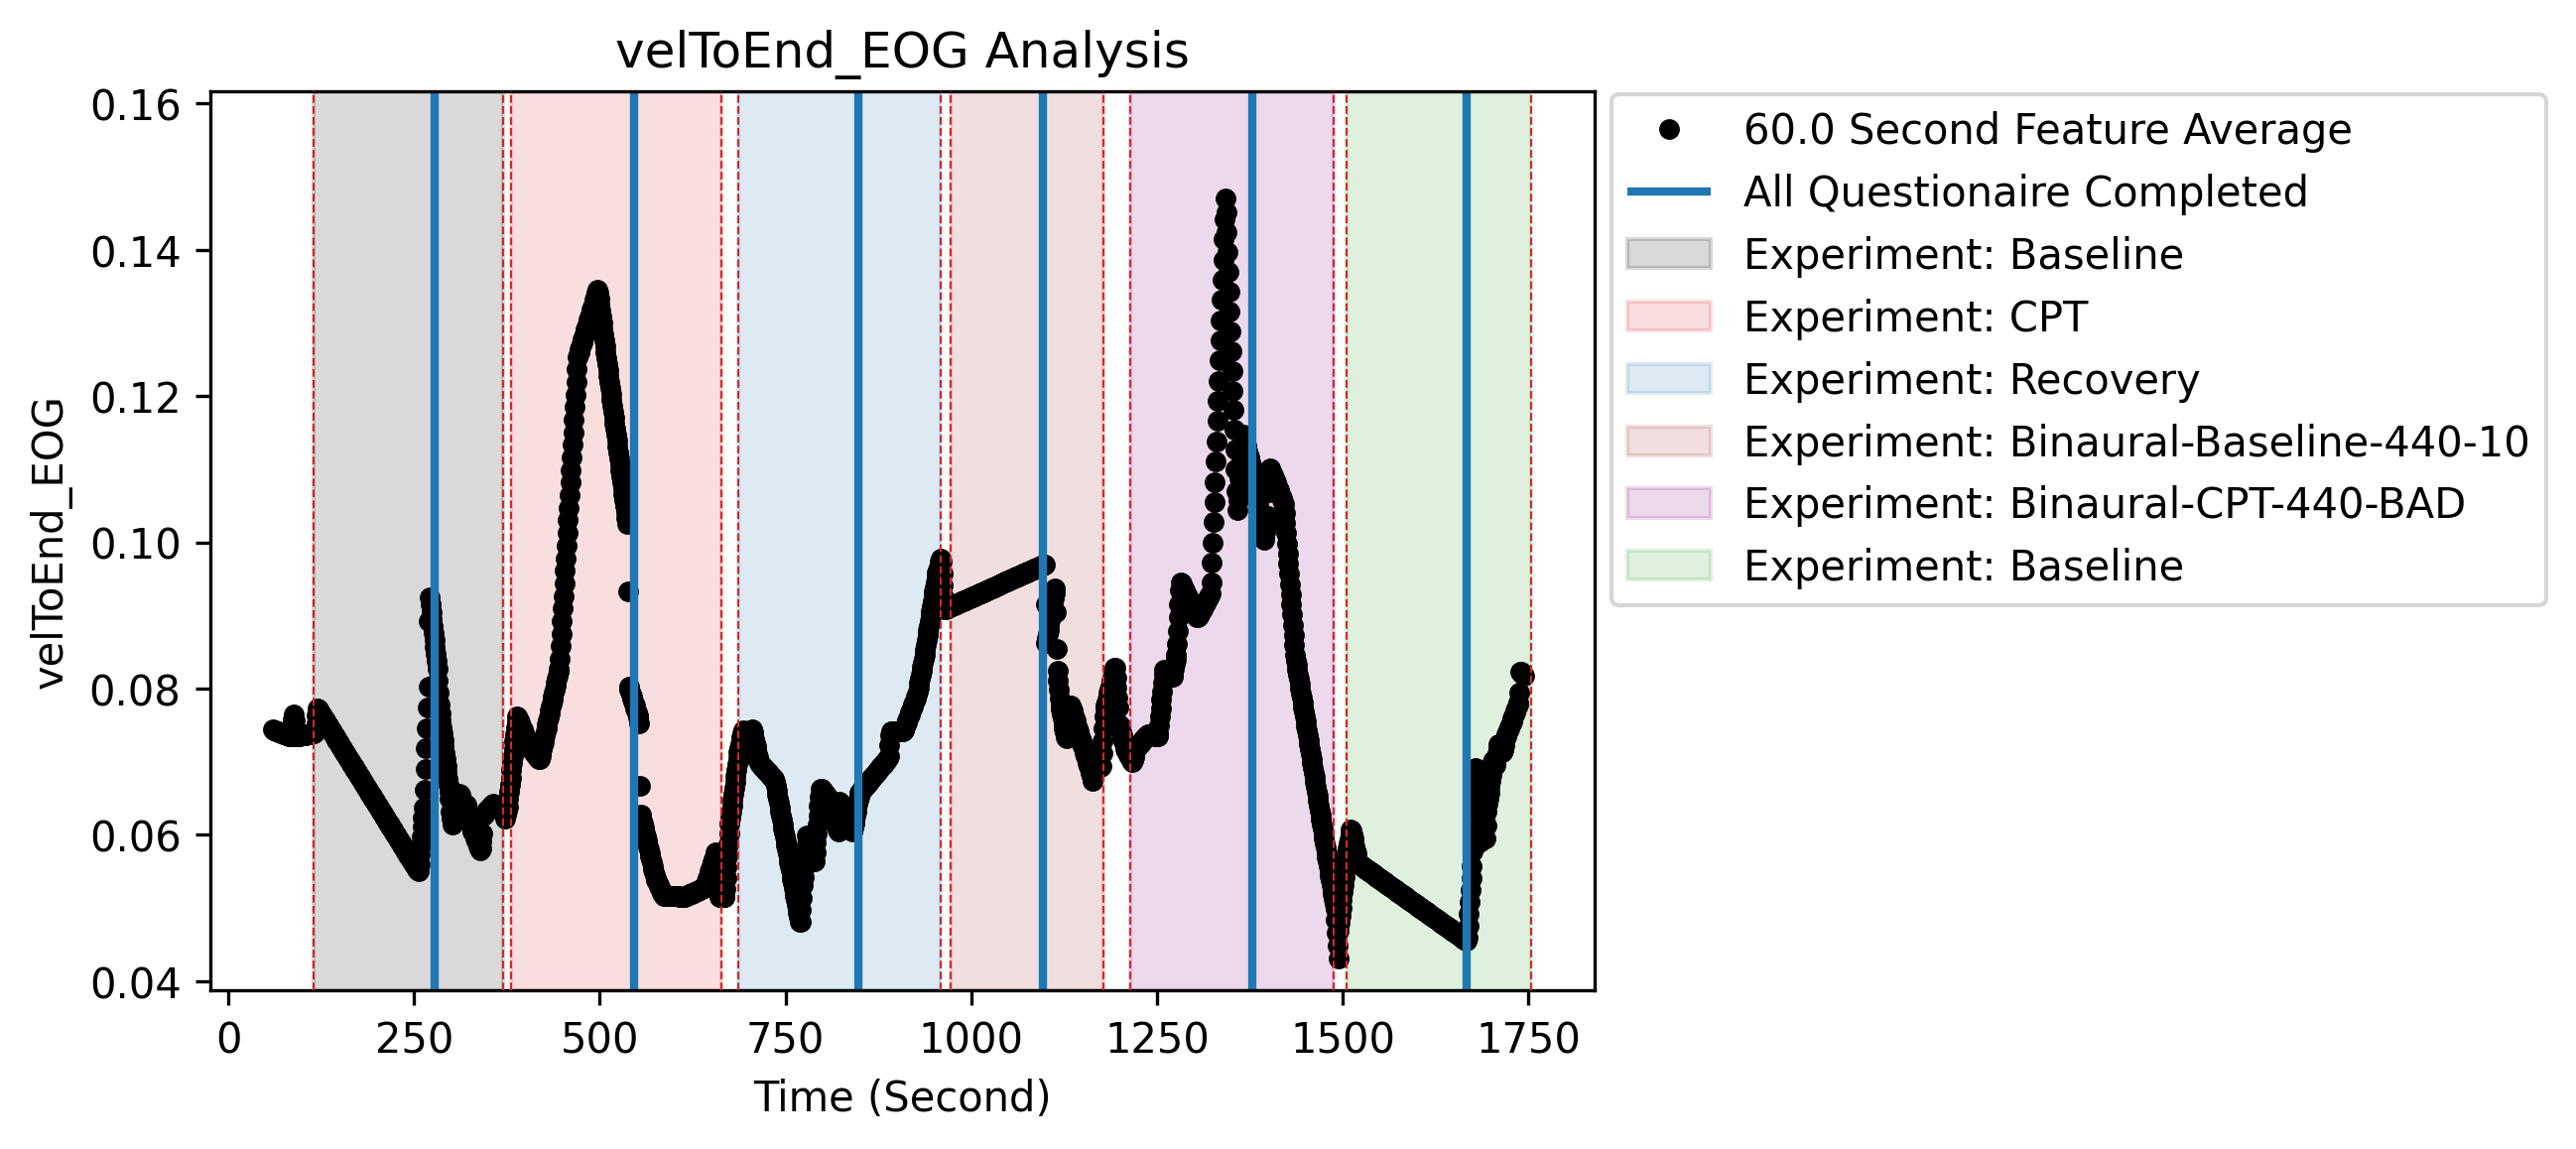 velToEnd_EOG Analysis
velToEnd_EOG
0.16
0.14
0.12
0.10
0.08
0.06
0.04
0 250 500 750 1000 1250 1500 1750
Time (Second)
60.0 Second Feature Average
All Questionaire Completed
Experiment: Baseline
Experiment: CPT
Experiment: Recovery
Experiment: Binaural-Baseline-440-10
Experiment: Binaural-CPT-440-BAD
Experiment: Baseline